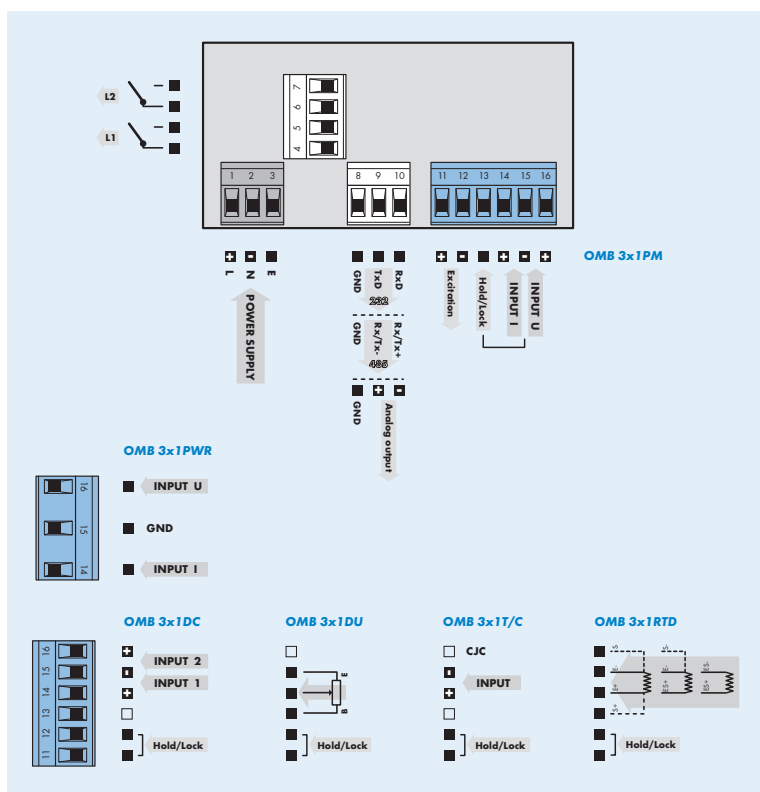 L2
L1
7
6
5
4
1 2 3
8 9 10
11 12 13 14 15 16
+ - 
L N E
POWER SUPPLY
GND TxD RxD
232
GND Rx/Tx- Rx/Tx+
485
+ -
GND
Analog output
+ - + - +
Excitation
Hold/Lock
INPUT I
INPUT U
OMB 3x1PM
OMB 3x1PWR
16 INPUT U
15 GND
14 INPUT I
OMB 3x1DC
16 +
INPUT 2
15 -
INPUT 1
14 +
13
12
Hold/Lock
11
OMB 3x1DU
E
B
Hold/Lock
OMB 3x1T/C
CJC
-
INPUT
+
Hold/Lock
OMB 3x1RTD
S- S-
E- E- ES-
E+ ES+ ES+
S+
Hold/Lock